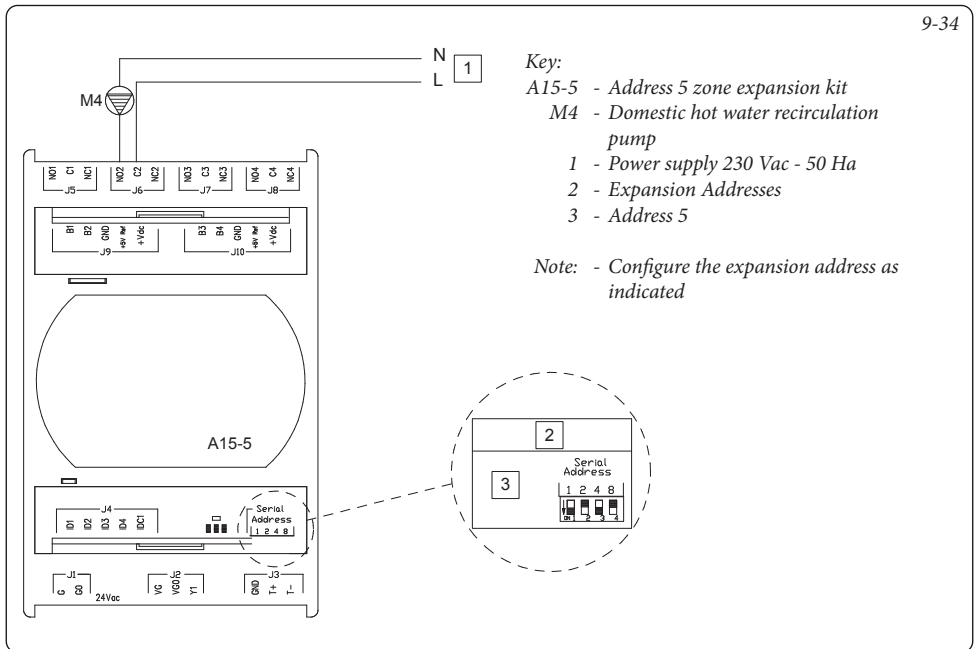 9-34
N
L
1
M4
Key:
A15-5 - Address 5 zone expansion kit
M4 - Domestic hot water recirculation
pump
1 - Power supply 230 Vac - 50 Ha
2 - Expansion Addresses
3 - Address 5
Note: - Configure the expansion address as
indicated
NO1 C1 NC1 NO2 C2 NC2 NO3 C3 NC3 NO4 C4 NC4
J5 J6 J7 J8
B1 B2 GND +5V Ref +Vdc B3 B4 GND +5V Ref +Vdc
J9 J10
A15-5
J4
ID1 ID2 ID3 ID4 IDC1
Serial
Address
1 2 4 8
J1 J2 J3
G G0 VG VG0 Y1 GND T+ T-
24Vac
2
3
Serial
Address
1 2 4 8
ON 2 3 4